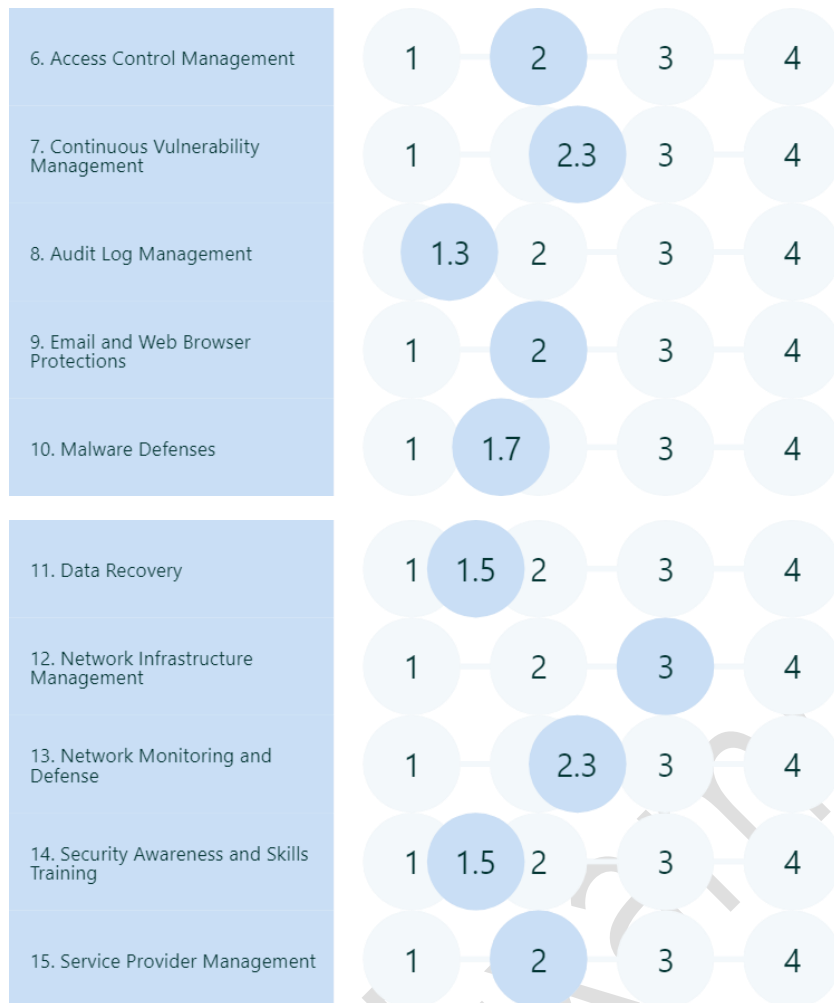 6. Access Control Management 1 2 3 4
7. Continuous Vulnerability
Management 1 2.3 3 4
8. Audit Log Management 1.3 2 3 4
9. Email and Web Browser
Protections 1 2 3 4
10. Malware Defenses 1 1.7 3 4
11. Data Recovery 1 1.5 2 3 4
12. Network Infrastructure
Management 1 2 3 4
13. Network Monitoring and
Defense 1 2.3 3 4
14. Security Awareness and Skills
Training 1 1.5 2 3 4
15. Service Provider Management 1 2 3 4